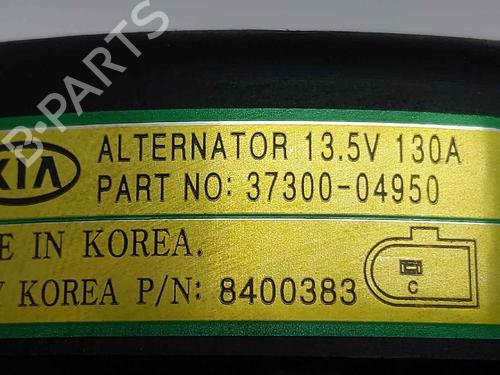 B-PARTS
KIA
ALTERNATOR 13.5V 130A
PART NO: 37300-04950
IN KOREA.
KOREA P/N: 8400383
C